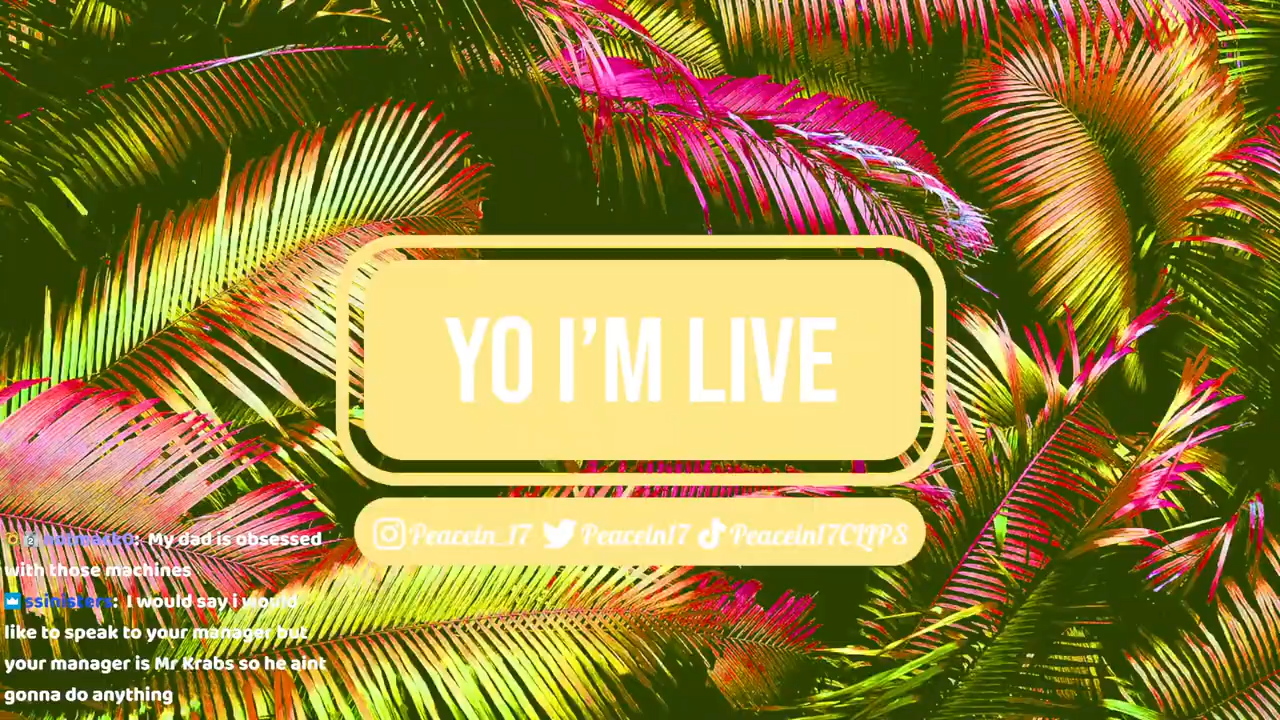 YO I'M LIVE
Peacein_17 Peacein17 Peacein17CLIPS
: My dad is obsessed
with those machines
ssinisterx: I would say i would
like to speak to your manager but
your manager is Mr Krabs so he aint
gonna do anything